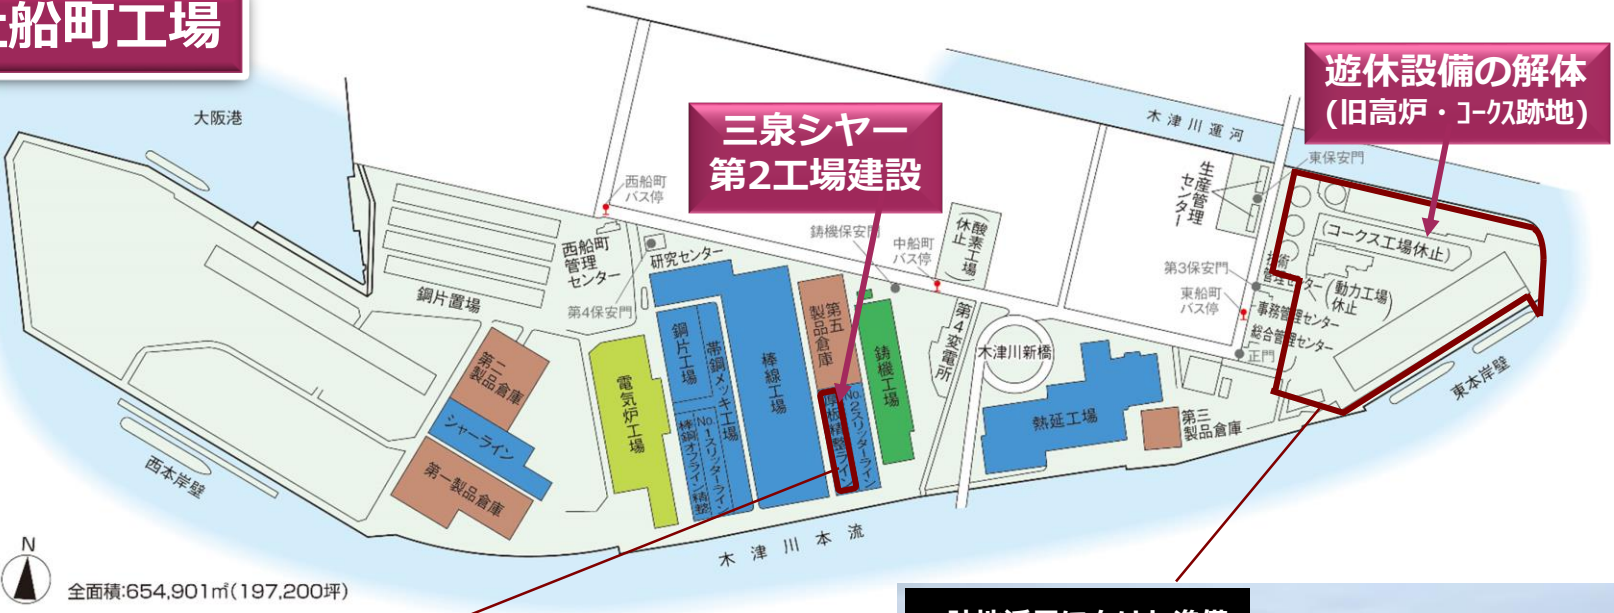 船町工場
大阪港
遊休設備の解体
(旧高炉・コークス跡地)
三泉シヤー
第2工場建設
木津川運河
東保安門
生産管理
センター
西船町
バス停
鋳機保安門
中船町
バス停
(酸素工場)
休止
西船町
管理
センター
研究センター
第4保安門
鋼片置場
第3保安門
東船町
バス停
(コークス工場休止)
技術
管理センター
(動力工場)
休止
事務管理センター
総合管理センター
正門
第二
製品倉庫
シャーライン
第一製品倉庫
電気炉工場
鋼片工場
帯鋼メッキ工場
No.1スリッターライン
棒鋼オフライン精整
棒線工場
第五
製品倉庫
厚板精整ライン
No.2スリッターライン
鋳機工場
第4変電所
木津川新橋
熱延工場
第三
製品倉庫
東本岸壁
西本岸壁
木津川本流
N
全面積:654,901㎡(197,200坪)